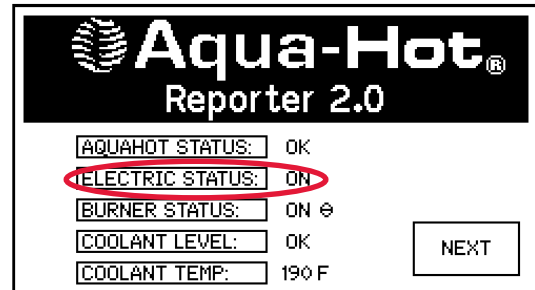 Aqua-Hot®
Reporter 2.0
AQUAHOT STATUS: OK
ELECTRIC STATUS: ON
BURNER STATUS: ON ⊖
COOLANT LEVEL: OK
NEXT
COOLANT TEMP: 190 F